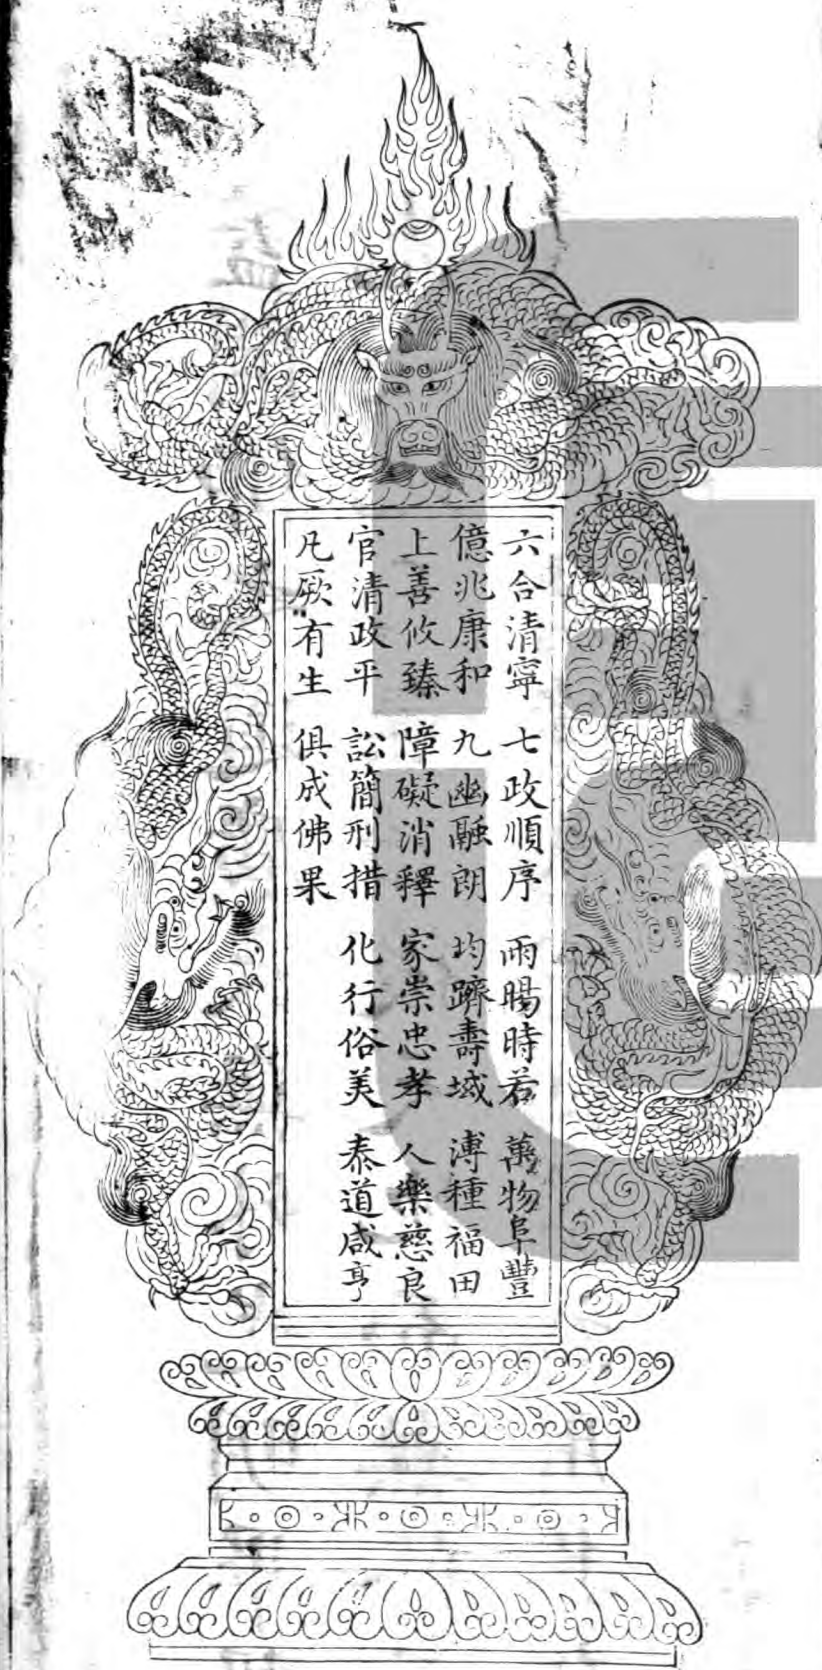 六合清寧　七政順序　雨暘時若　萬物阜豐
億兆康和　九幽融朗　均躋壽域　溥種福田
上善攸臻　障礙消釋　家崇忠孝　人樂慈良
官清政平　訟簡刑措　化行俗美　泰道咸亨
凡厥有生　俱成佛果